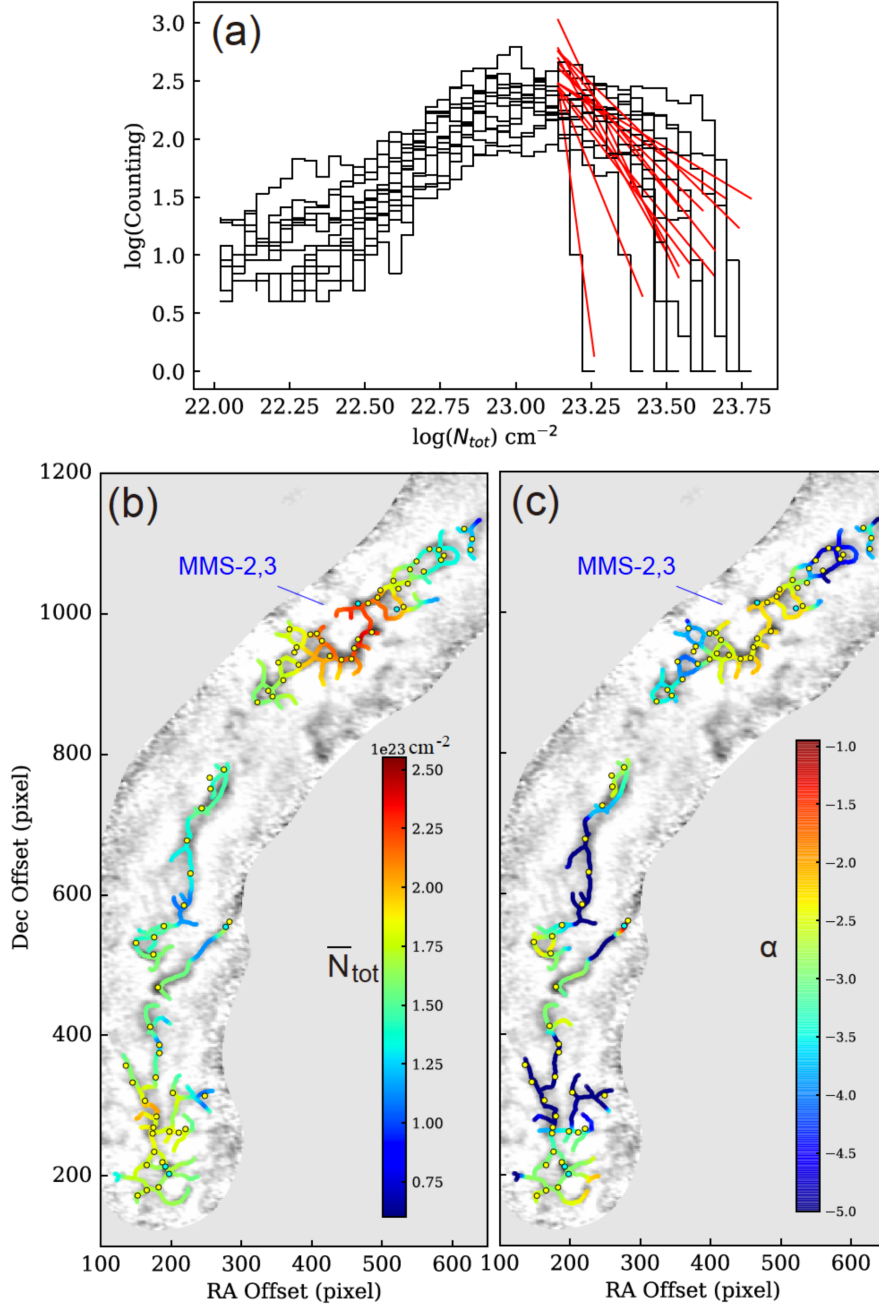 (a)
3.0
2.5
2.0
1.5
1.0
0.5
0.0
log(Counting)
22.00 22.25 22.50 22.75 23.00 23.25 23.50 23.75
log(N_tot) cm⁻²
1200
1000
800
600
400
200
Dec Offset (pixel)
(b)
MMS-2,3
1e23 cm⁻²
2.50
2.25
2.00
1.75
1.50
1.25
1.00
0.75
N̅_tot
100 200 300 400 500 600
RA Offset (pixel)
(c)
MMS-2,3
−1.0
−1.5
−2.0
−2.5
−3.0
−3.5
−4.0
−4.5
−5.0
α
100 200 300 400 500 600
RA Offset (pixel)